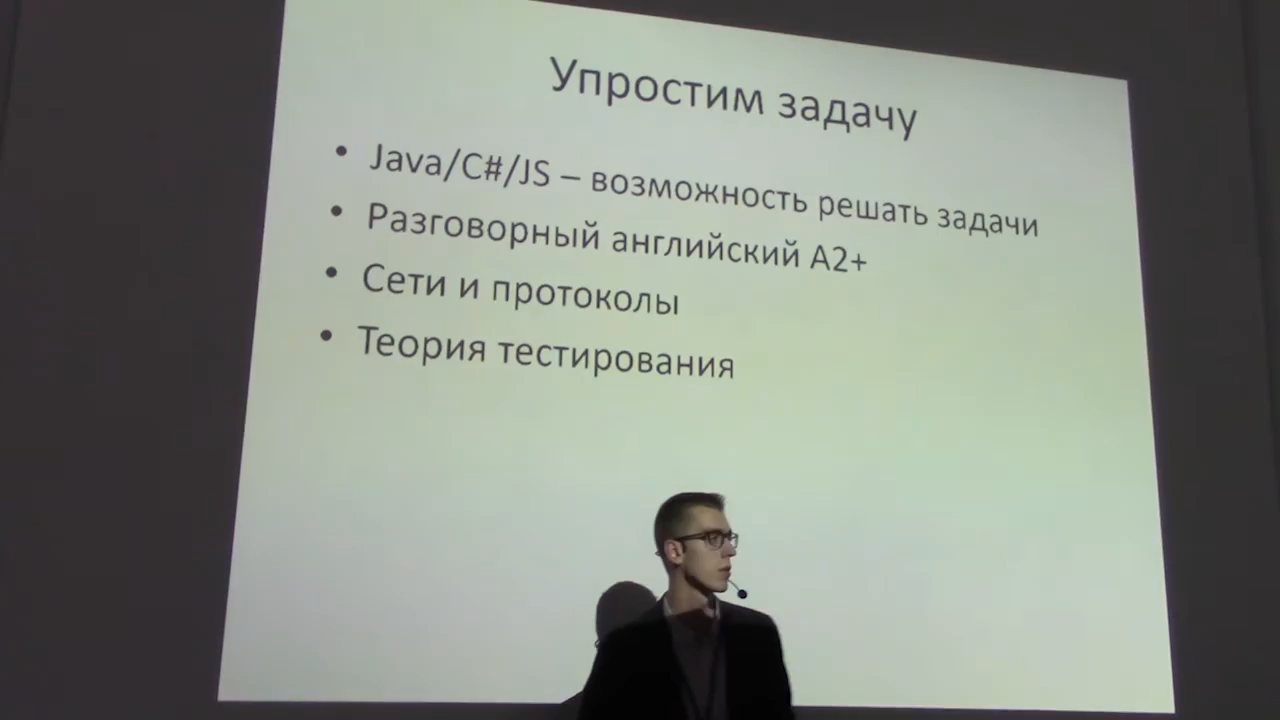 Упростим задачу
• Java/C#/JS – возможность решать задачи
• Разговорный английский A2+
• Сети и протоколы
• Теория тестирования